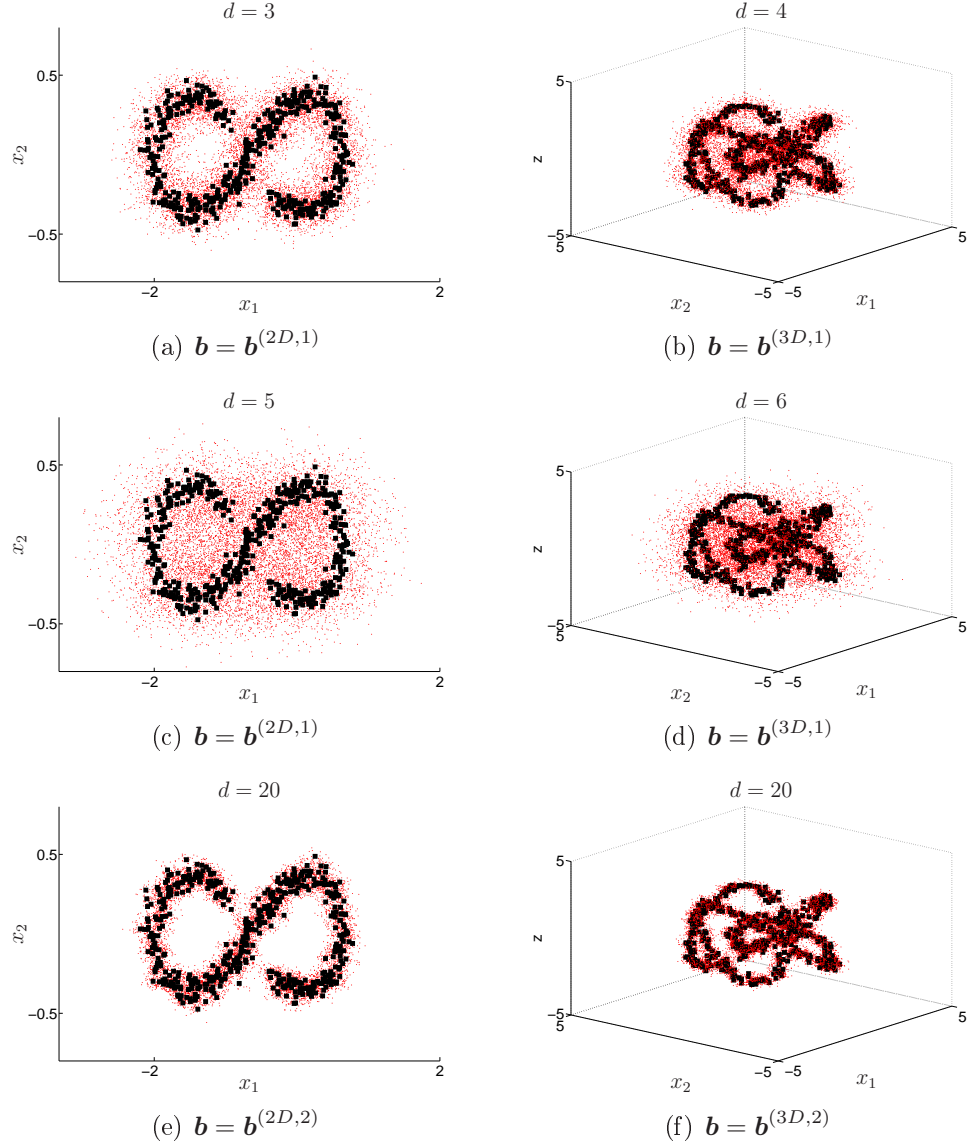 d = 3
0.5
x₂
−0.5
−2
2
x₁
(a) b = b^(2D,1)
d = 4
5
z
−5
5
x₂
−5
−5
x₁
5
(b) b = b^(3D,1)
d = 5
0.5
x₂
−0.5
−2
2
x₁
(c) b = b^(2D,1)
d = 6
5
z
−5
5
x₂
−5
−5
x₁
5
(d) b = b^(3D,1)
d = 20
0.5
x₂
−0.5
−2
2
x₁
(e) b = b^(2D,2)
d = 20
5
z
−5
5
x₂
−5
−5
x₁
5
(f) b = b^(3D,2)